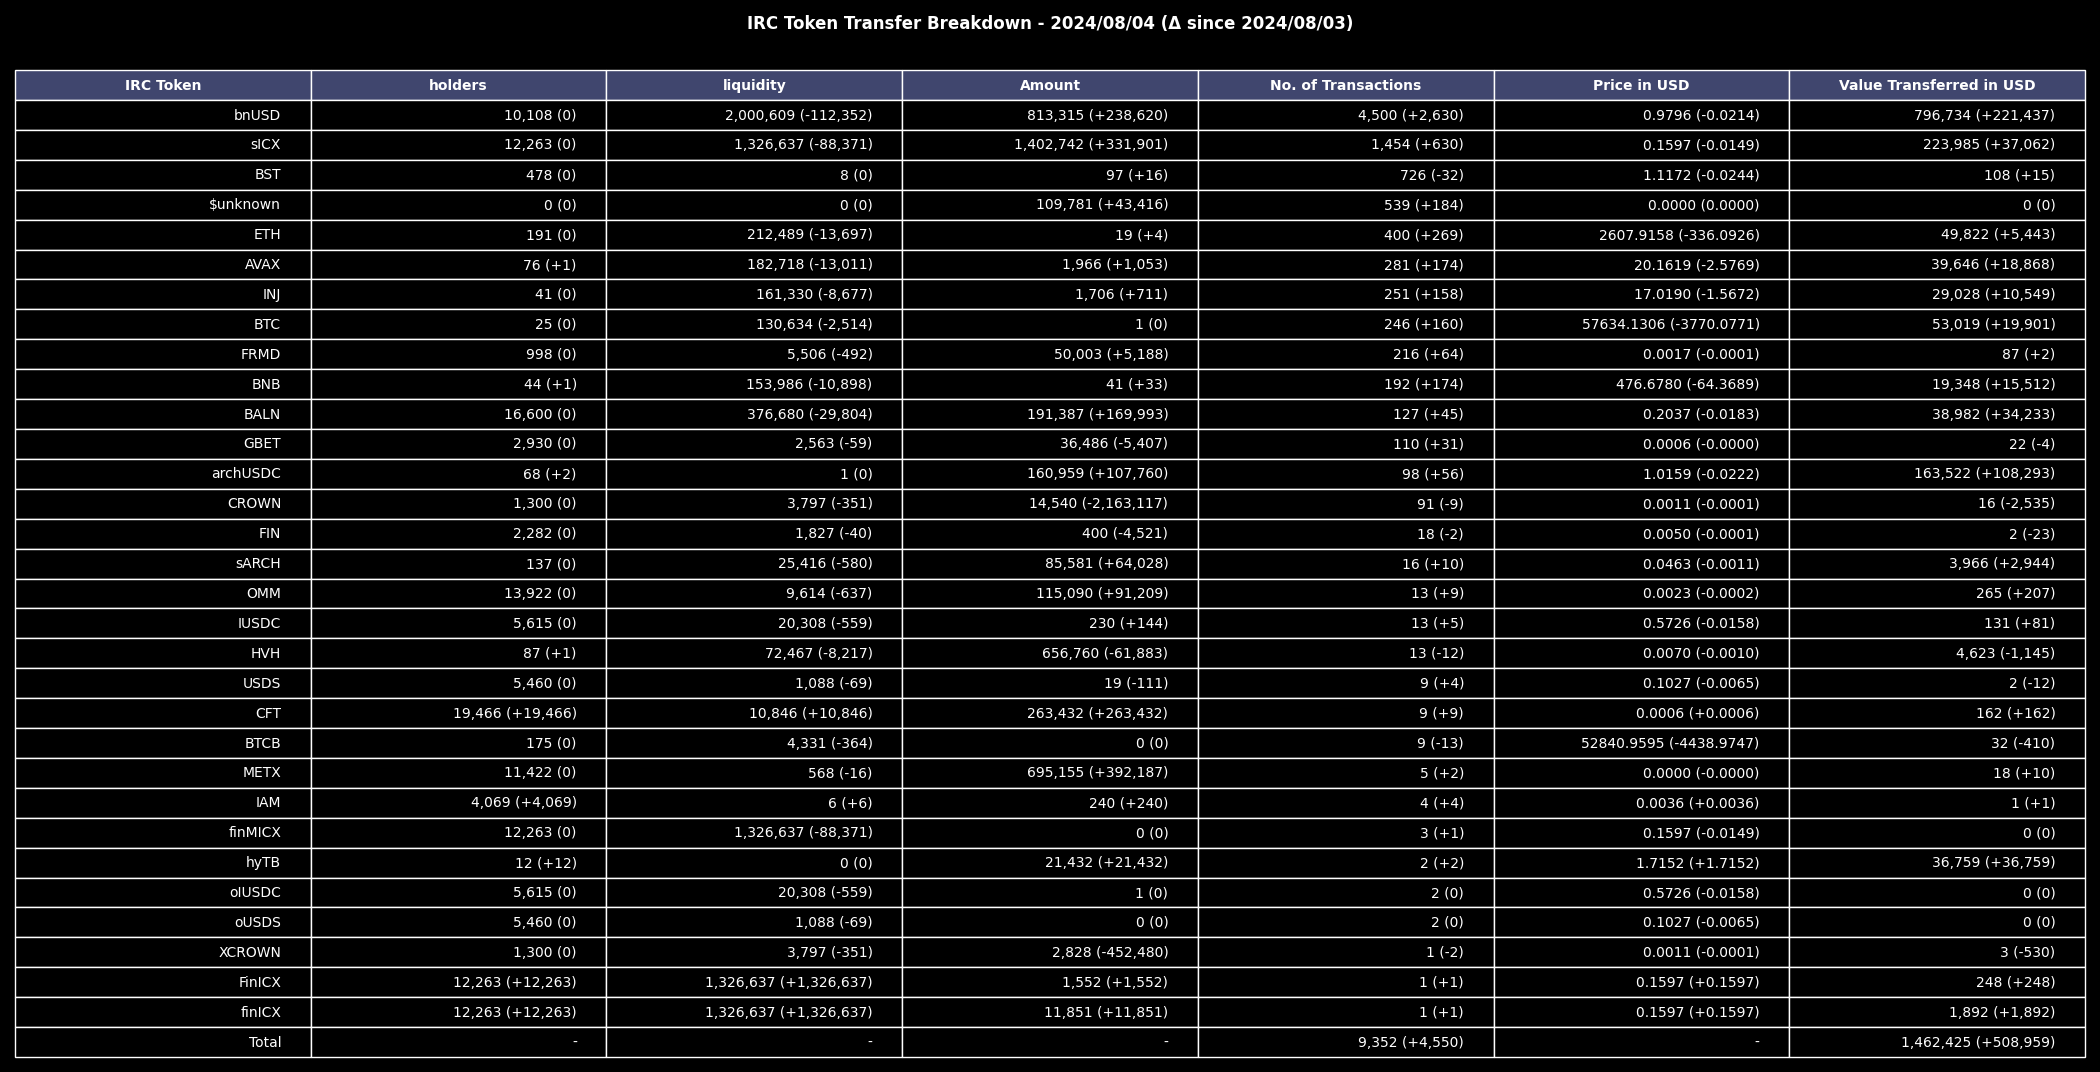 IRC Token Transfer Breakdown - 2024/08/04 (Δ since 2024/08/03)
IRC Token holders liquidity Amount No. of Transactions Price in USD Value Transferred in USD
bnUSD 10,108 (0) 2,000,609 (-112,352) 813,315 (+238,620) 4,500 (+2,630) 0.9796 (-0.0214) 796,734 (+221,437)
sICX 12,263 (0) 1,326,637 (-88,371) 1,402,742 (+331,901) 1,454 (+630) 0.1597 (-0.0149) 223,985 (+37,062)
BST 478 (0) 8 (0) 97 (+16) 726 (-32) 1.1172 (-0.0244) 108 (+15)
$unknown 0 (0) 0 (0) 109,781 (+43,416) 539 (+184) 0.0000 (0.0000) 0 (0)
ETH 191 (0) 212,489 (-13,697) 19 (+4) 400 (+269) 2607.9158 (-336.0926) 49,822 (+5,443)
AVAX 76 (+1) 182,718 (-13,011) 1,966 (+1,053) 281 (+174) 20.1619 (-2.5769) 39,646 (+18,868)
INJ 41 (0) 161,330 (-8,677) 1,706 (+711) 251 (+158) 17.0190 (-1.5672) 29,028 (+10,549)
BTC 25 (0) 130,634 (-2,514) 1 (0) 246 (+160) 57634.1306 (-3770.0771) 53,019 (+19,901)
FRMD 998 (0) 5,506 (-492) 50,003 (+5,188) 216 (+64) 0.0017 (-0.0001) 87 (+2)
BNB 44 (+1) 153,986 (-10,898) 41 (+33) 192 (+174) 476.6780 (-64.3689) 19,348 (+15,512)
BALN 16,600 (0) 376,680 (-29,804) 191,387 (+169,993) 127 (+45) 0.2037 (-0.0183) 38,982 (+34,233)
GBET 2,930 (0) 2,563 (-59) 36,486 (-5,407) 110 (+31) 0.0006 (-0.0000) 22 (-4)
archUSDC 68 (+2) 1 (0) 160,959 (+107,760) 98 (+56) 1.0159 (-0.0222) 163,522 (+108,293)
CROWN 1,300 (0) 3,797 (-351) 14,540 (-2,163,117) 91 (-9) 0.0011 (-0.0001) 16 (-2,535)
FIN 2,282 (0) 1,827 (-40) 400 (-4,521) 18 (-2) 0.0050 (-0.0001) 2 (-23)
sARCH 137 (0) 25,416 (-580) 85,581 (+64,028) 16 (+10) 0.0463 (-0.0011) 3,966 (+2,944)
OMM 13,922 (0) 9,614 (-637) 115,090 (+91,209) 13 (+9) 0.0023 (-0.0002) 265 (+207)
IUSDC 5,615 (0) 20,308 (-559) 230 (+144) 13 (+5) 0.5726 (-0.0158) 131 (+81)
HVH 87 (+1) 72,467 (-8,217) 656,760 (-61,883) 13 (-12) 0.0070 (-0.0010) 4,623 (-1,145)
USDS 5,460 (0) 1,088 (-69) 19 (-111) 9 (+4) 0.1027 (-0.0065) 2 (-12)
CFT 19,466 (+19,466) 10,846 (+10,846) 263,432 (+263,432) 9 (+9) 0.0006 (+0.0006) 162 (+162)
BTCB 175 (0) 4,331 (-364) 0 (0) 9 (-13) 52840.9595 (-4438.9747) 32 (-410)
METX 11,422 (0) 568 (-16) 695,155 (+392,187) 5 (+2) 0.0000 (-0.0000) 18 (+10)
IAM 4,069 (+4,069) 6 (+6) 240 (+240) 4 (+4) 0.0036 (+0.0036) 1 (+1)
finMICX 12,263 (0) 1,326,637 (-88,371) 0 (0) 3 (+1) 0.1597 (-0.0149) 0 (0)
hyTB 12 (+12) 0 (0) 21,432 (+21,432) 2 (+2) 1.7152 (+1.7152) 36,759 (+36,759)
oIUSDC 5,615 (0) 20,308 (-559) 1 (0) 2 (0) 0.5726 (-0.0158) 0 (0)
oUSDS 5,460 (0) 1,088 (-69) 0 (0) 2 (0) 0.1027 (-0.0065) 0 (0)
XCROWN 1,300 (0) 3,797 (-351) 2,828 (-452,480) 1 (-2) 0.0011 (-0.0001) 3 (-530)
FinICX 12,263 (+12,263) 1,326,637 (+1,326,637) 1,552 (+1,552) 1 (+1) 0.1597 (+0.1597) 248 (+248)
finICX 12,263 (+12,263) 1,326,637 (+1,326,637) 11,851 (+11,851) 1 (+1) 0.1597 (+0.1597) 1,892 (+1,892)
Total - - - 9,352 (+4,550) - 1,462,425 (+508,959)